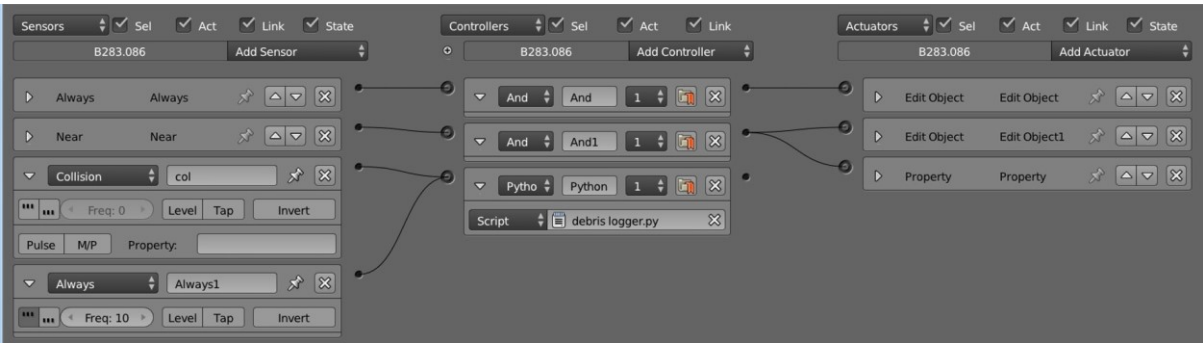 Sensors Sel Act Link State
B283.086 Add Sensor
Always Always
Near Near
Collision col
Freq: 0 Level Tap Invert
Pulse M/P Property:
Always Always1
Freq: 10 Level Tap Invert
Controllers Sel Act Link
B283.086 Add Controller
And And 1
And And1 1
Pytho Python 1
Script debris logger.py
Actuators Sel Act Link State
B283.086 Add Actuator
Edit Object Edit Object
Edit Object Edit Object1
Property Property